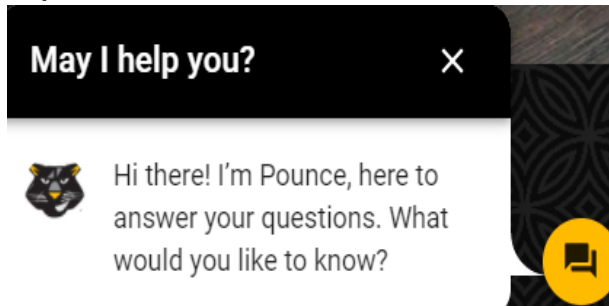 May I help you?
Hi there! I’m Pounce, here to
answer your questions. What
would you like to know?